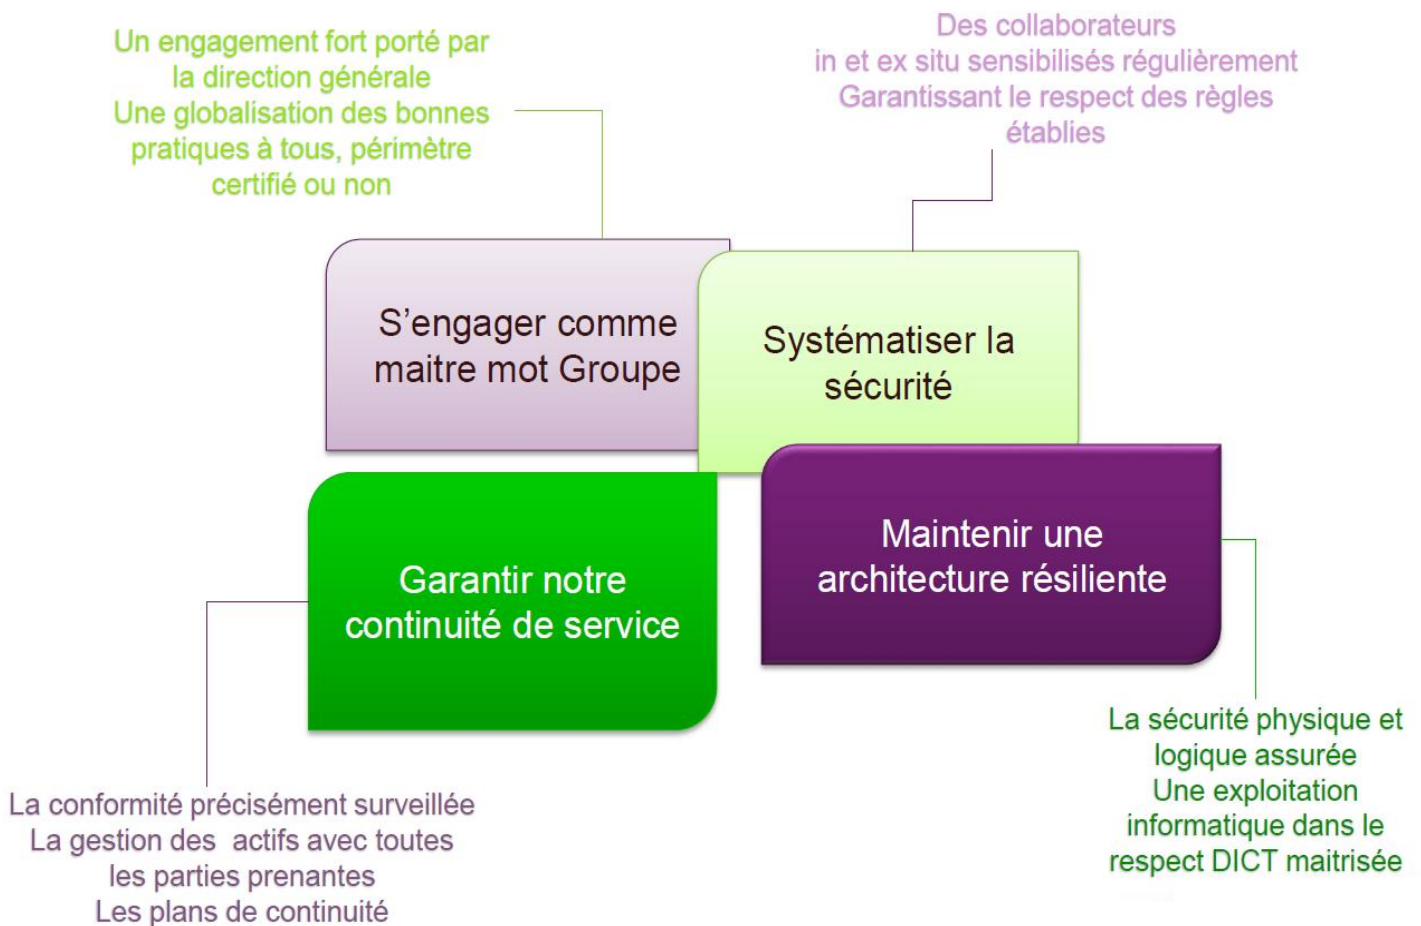 Un engagement fort porté par
la direction générale
Une globalisation des bonnes
pratiques à tous, périmètre
certifié ou non
Des collaborateurs
in et ex situ sensibilisés régulièrement
Garantissant le respect des règles
établies
S’engager comme
maitre mot Groupe
Systématiser la
sécurité
Garantir notre
continuité de service
Maintenir une
architecture résiliente
La conformité précisément surveillée
La gestion des actifs avec toutes
les parties prenantes
Les plans de continuité
La sécurité physique et
logique assurée
Une exploitation
informatique dans le
respect DICT maitrisée